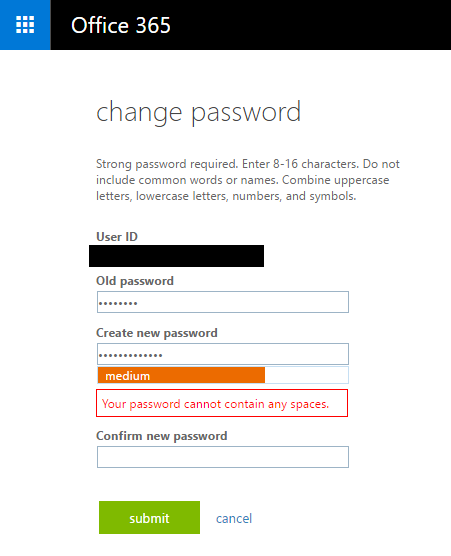 Office 365
change password
Strong password required. Enter 8-16 characters. Do not
include common words or names. Combine uppercase
letters, lowercase letters, numbers, and symbols.
User ID
Old password
••••••••
Create new password
•••••••••••••
medium
Your password cannot contain any spaces.
Confirm new password
submit cancel